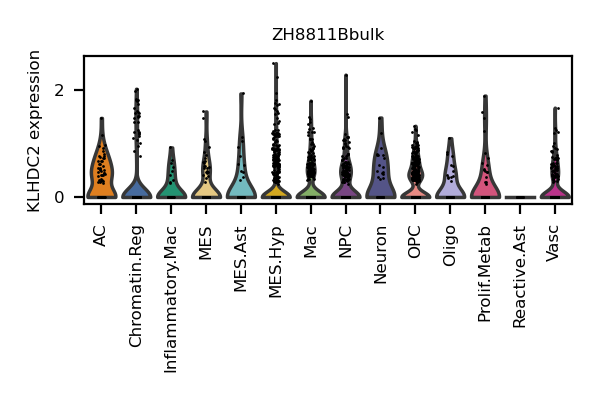 ZH8811Bbulk
KLHDC2 expression
2
0
AC
Chromatin.Reg
Inflammatory.Mac
MES
MES.Ast
MES.Hyp
Mac
NPC
Neuron
OPC
Oligo
Prolif.Metab
Reactive.Ast
Vasc